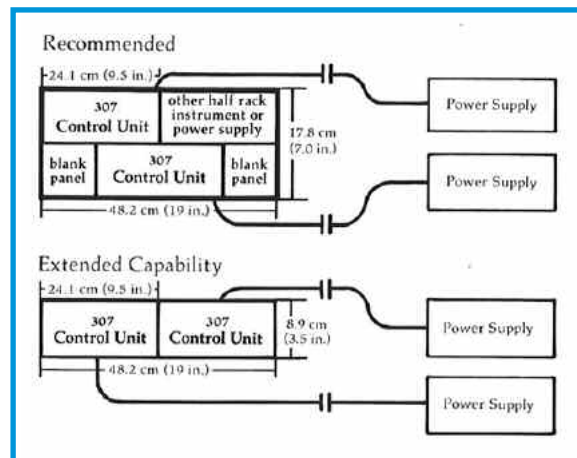 Recommended
24.1 cm (9.5 in.)
307
Control Unit
other half rack
instrument or
power supply
17.8 cm
(7.0 in.)
Power Supply
blank
panel
307
Control Unit
blank
panel
48.2 cm (19 in.)
Power Supply
Extended Capability
24.1 cm (9.5 in.)
307
Control Unit
307
Control Unit
8.9 cm
(3.5 in.)
48.2 cm (19 in.)
Power Supply
Power Supply